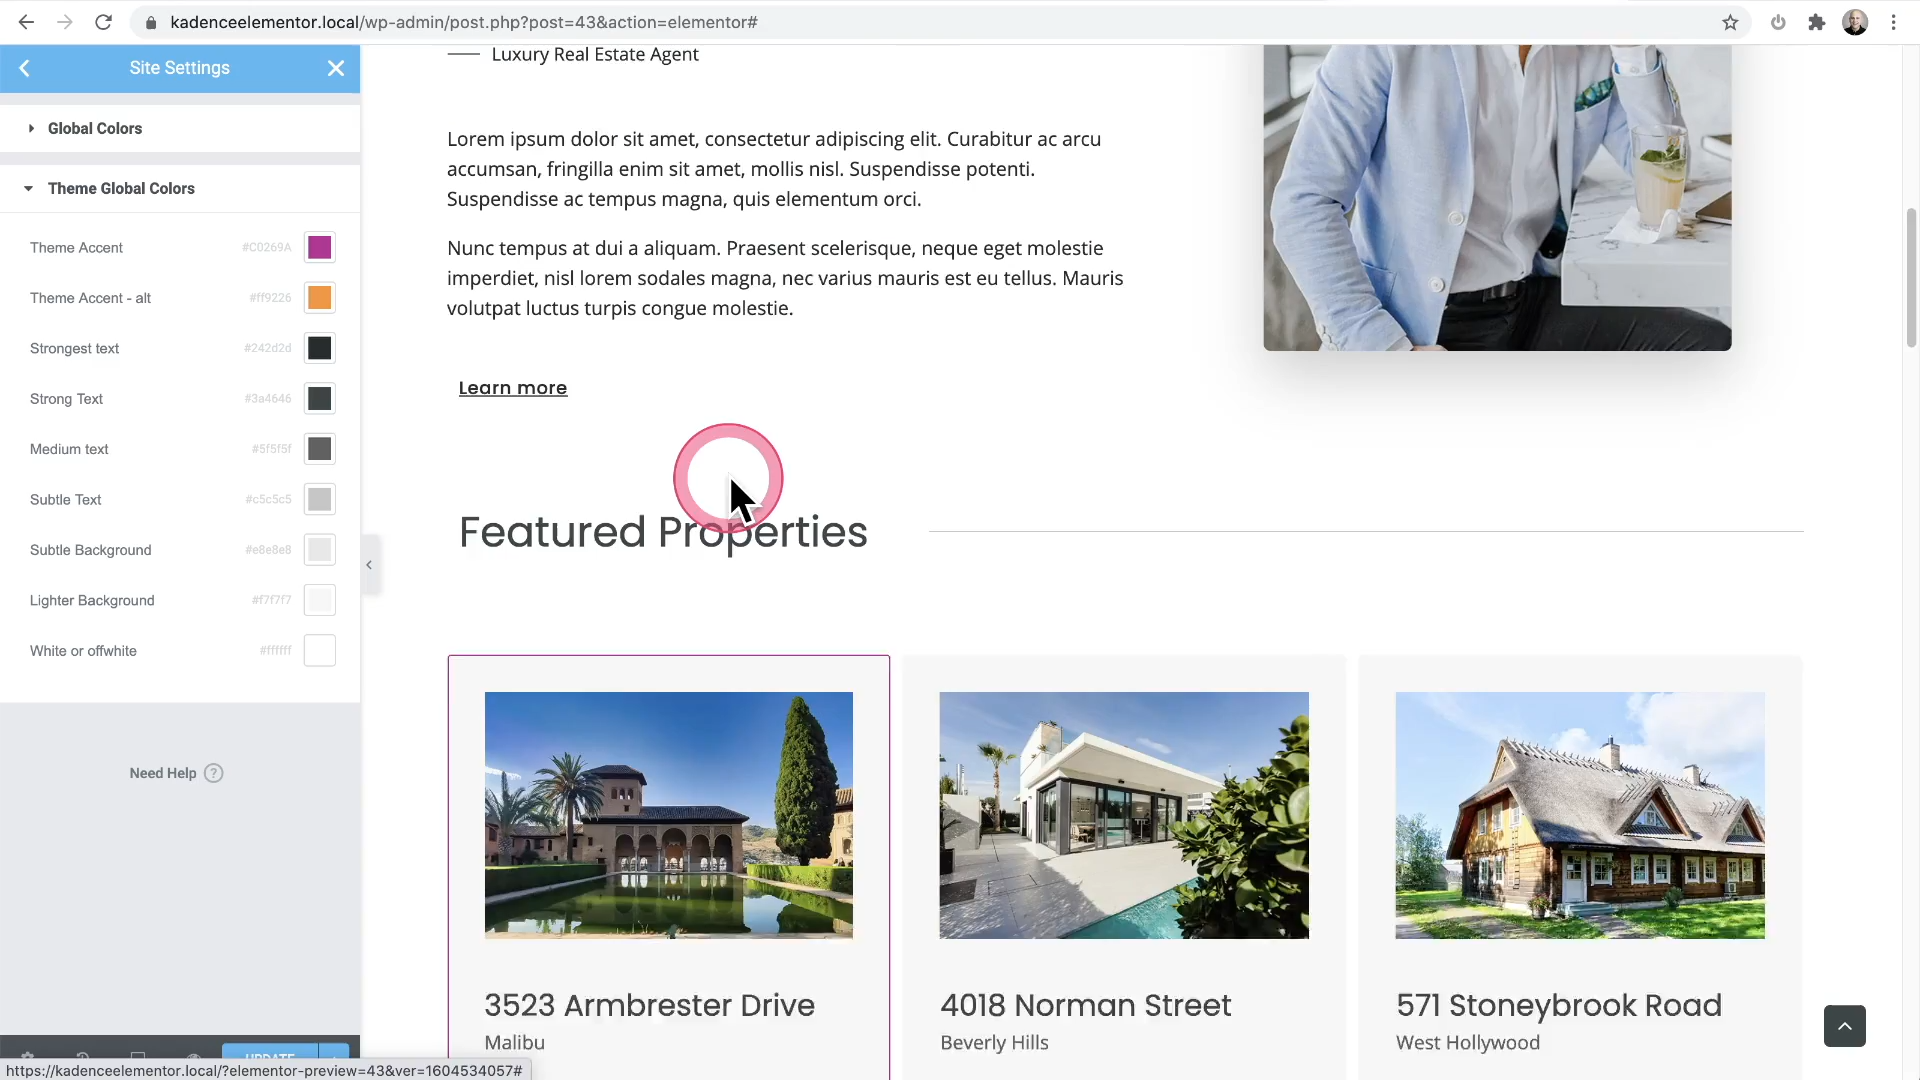 kadenceelementor.local/wp-admin/post.php?post=43&action=elementor#
Site Settings
Global Colors
Theme Global Colors
Theme Accent #C0269A
Theme Accent - alt #ff9226
Strongest text #242d2d
Strong Text #3a4646
Medium text #5f5f5f
Subtle Text #c5c5c5
Subtle Background #e8e8e8
Lighter Background #f7f7f7
White or offwhite #ffffff
Need Help ?
UPDATE
https://kadenceelementor.local/?elementor-preview=43&ver=1604534057#
Luxury Real Estate Agent
Lorem ipsum dolor sit amet, consectetur adipiscing elit. Curabitur ac arcu
accumsan, fringilla enim sit amet, mollis nisl. Suspendisse potenti.
Suspendisse ac tempus magna, quis elementum orci.
Nunc tempus at dui a aliquam. Praesent scelerisque, neque eget molestie
imperdiet, nisl lorem sodales magna, nec varius mauris est eu tellus. Mauris
volutpat luctus turpis congue molestie.
Learn more
Featured Properties
3523 Armbrester Drive
Malibu
4018 Norman Street
Beverly Hills
571 Stoneybrook Road
West Hollywood